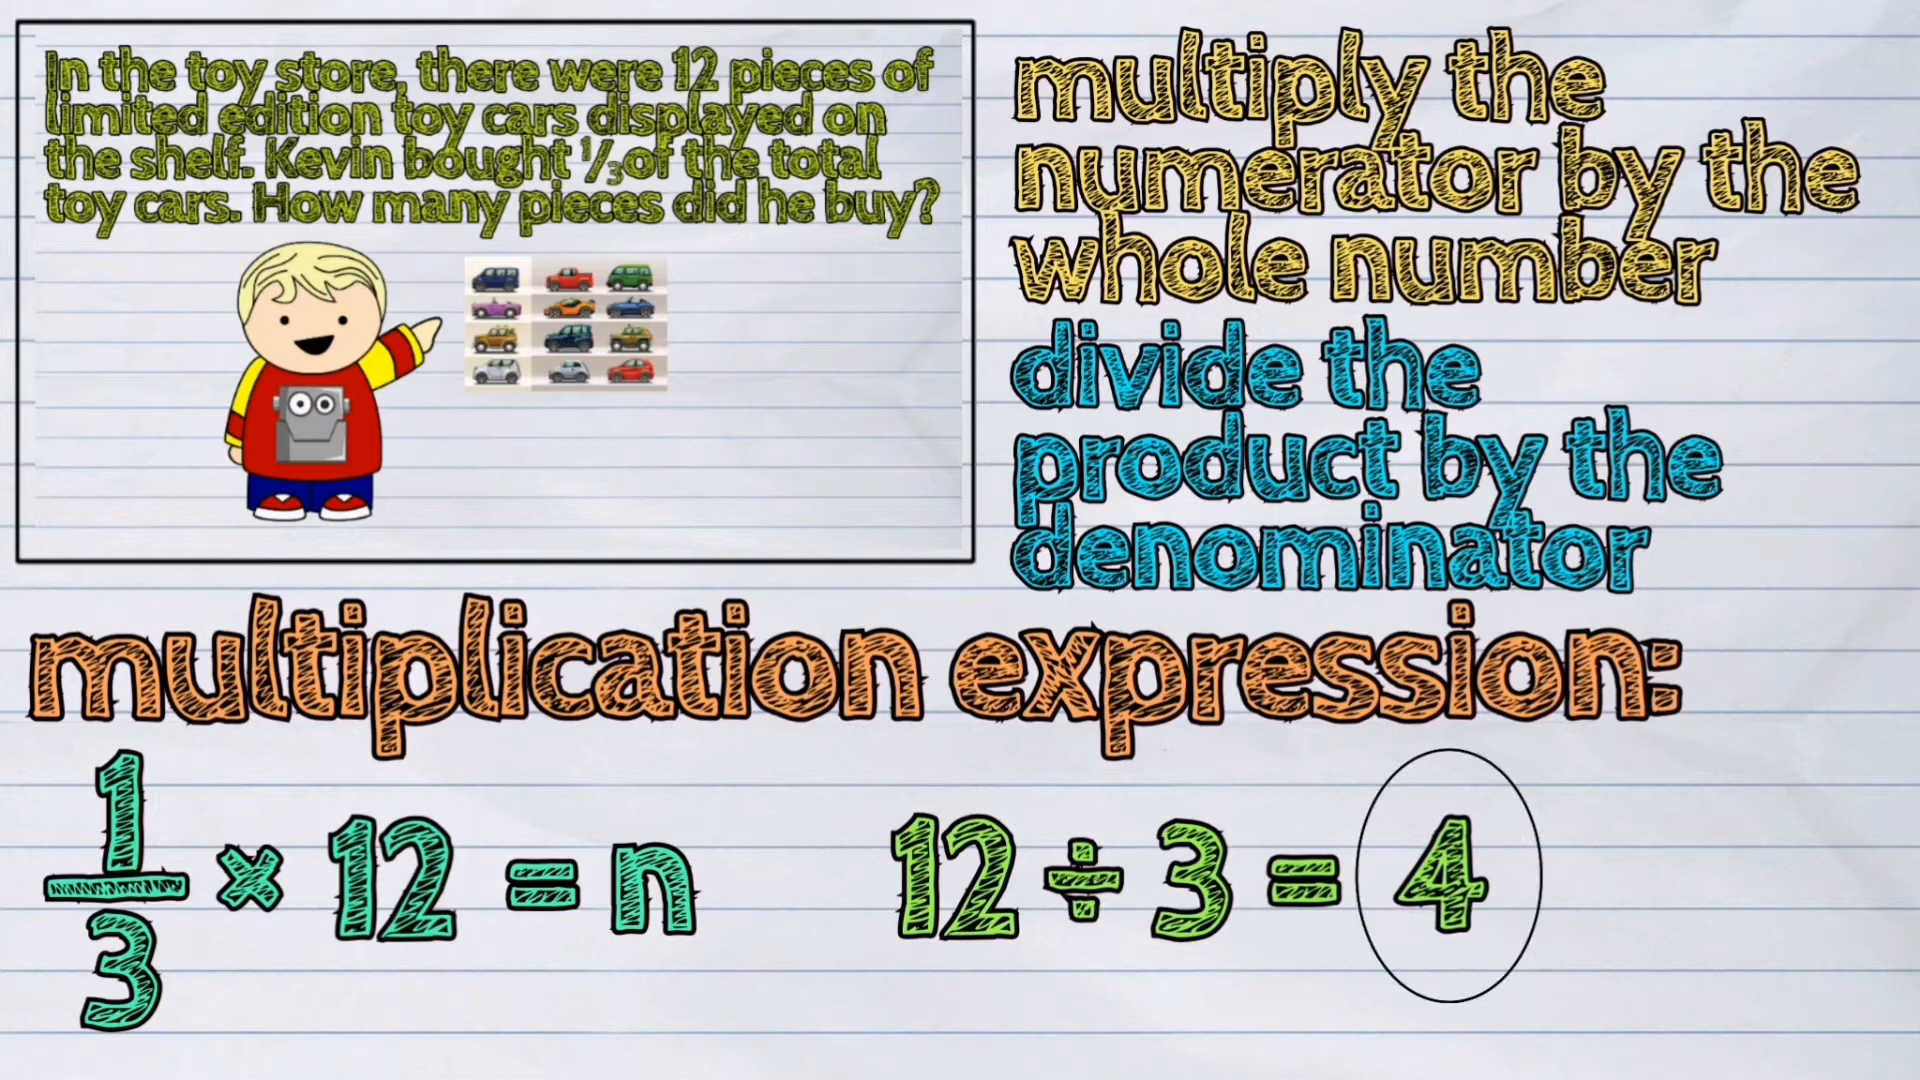 In the toy store, there were 12 pieces of
limited edition toy cars displayed on
the shelf. Kevin bought ⅓ of the total
toy cars. How many pieces did he buy?
multiply the
numerator by the
whole number
divide the
product by the
denominator
multiplication expression:
1/3 × 12 = n
12 ÷ 3 = 4